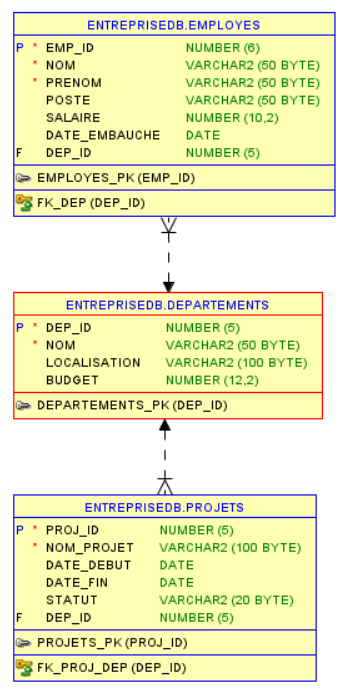 ENTREPRISEDB.EMPLOYES
P * EMP_ID NUMBER (6)
* NOM VARCHAR2 (50 BYTE)
* PRENOM VARCHAR2 (50 BYTE)
POSTE VARCHAR2 (50 BYTE)
SALAIRE NUMBER (10,2)
DATE_EMBAUCHE DATE
F DEP_ID NUMBER (5)
EMPLOYES_PK (EMP_ID)
FK_DEP (DEP_ID)
ENTREPRISEDB.DEPARTEMENTS
P * DEP_ID NUMBER (5)
* NOM VARCHAR2 (50 BYTE)
LOCALISATION VARCHAR2 (100 BYTE)
BUDGET NUMBER (12,2)
DEPARTEMENTS_PK (DEP_ID)
ENTREPRISEDB.PROJETS
P * PROJ_ID NUMBER (5)
* NOM_PROJET VARCHAR2 (100 BYTE)
DATE_DEBUT DATE
DATE_FIN DATE
STATUT VARCHAR2 (20 BYTE)
F DEP_ID NUMBER (5)
PROJETS_PK (PROJ_ID)
FK_PROJ_DEP (DEP_ID)